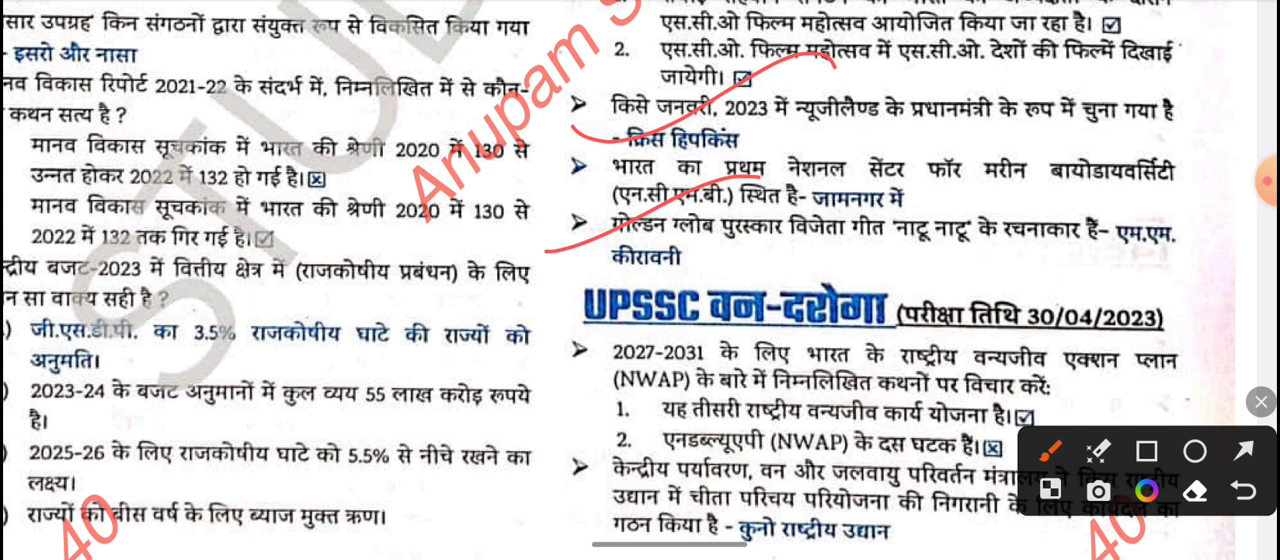 सार उपग्रह' किन संगठनों द्वारा संयुक्त रूप से विकसित किया गया
- इसरो और नासा
नव विकास रिपोर्ट 2021-22 के संदर्भ में, निम्नलिखित में से कौन-
कथन सत्य है ?
मानव विकास सूचकांक में भारत की श्रेणी 2020 में 130 से
उन्नत होकर 2022 में 132 हो गई है।☒
मानव विकास सूचकांक में भारत की श्रेणी 2020 में 130 से
2022 में 132 तक गिर गई है।☑
द्रीय बजट-2023 में वित्तीय क्षेत्र में (राजकोषीय प्रबंधन) के लिए
न सा वाक्य सही है ?
) जी.एस.डी.पी. का 3.5% राजकोषीय घाटे की राज्यों को
अनुमति।
) 2023-24 के बजट अनुमानों में कुल व्यय 55 लाख करोड़ रूपये
है।
) 2025-26 के लिए राजकोषीय घाटे को 5.5% से नीचे रखने का
लक्ष्य।
) राज्यों को बीस वर्ष के लिए ब्याज मुक्त ऋण।
एस.सी.ओ फिल्म महोत्सव आयोजित किया जा रहा है। ☑
2. एस.सी.ओ. फिल्म महोत्सव में एस.सी.ओ. देशों की फिल्में दिखाई
जायेगी। ☑
➤ किसे जनवरी, 2023 में न्यूजीलैण्ड के प्रधानमंत्री के रूप में चुना गया है
- क्रिस हिपकिंस
➤ भारत का प्रथम नेशनल सेंटर फॉर मरीन बायोडायवर्सिटी
(एन.सी.एम.बी.) स्थित है- जामनगर में
➤ गोल्डन ग्लोब पुरस्कार विजेता गीत 'नाटू नाटू' के रचनाकार हैं- एम.एम.
कीरावनी
UPSSC वन-दरोगा (परीक्षा तिथि 30/04/2023)
➤ 2027-2031 के लिए भारत के राष्ट्रीय वन्यजीव एक्शन प्लान
(NWAP) के बारे में निम्नलिखित कथनों पर विचार करें:
1. यह तीसरी राष्ट्रीय वन्यजीव कार्य योजना है।☑
2. एनडब्ल्यूएपी (NWAP) के दस घटक हैं।☒
➤ केन्द्रीय पर्यावरण, वन और जलवायु परिवर्तन मंत्रालय ने किस राष्ट्रीय
उद्यान में चीता परिचय परियोजना की निगरानी के लिए कार्यदल का
गठन किया है - कुनो राष्ट्रीय उद्यान
Anupam S
40
40